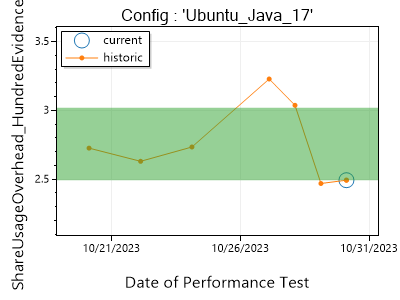 Config : 'Ubuntu_Java_17'
ShareUsageOverhead_HundredEvidence
current
historic
3.5
3
2.5
10/21/2023
10/26/2023
10/31/2023
Date of Performance Test